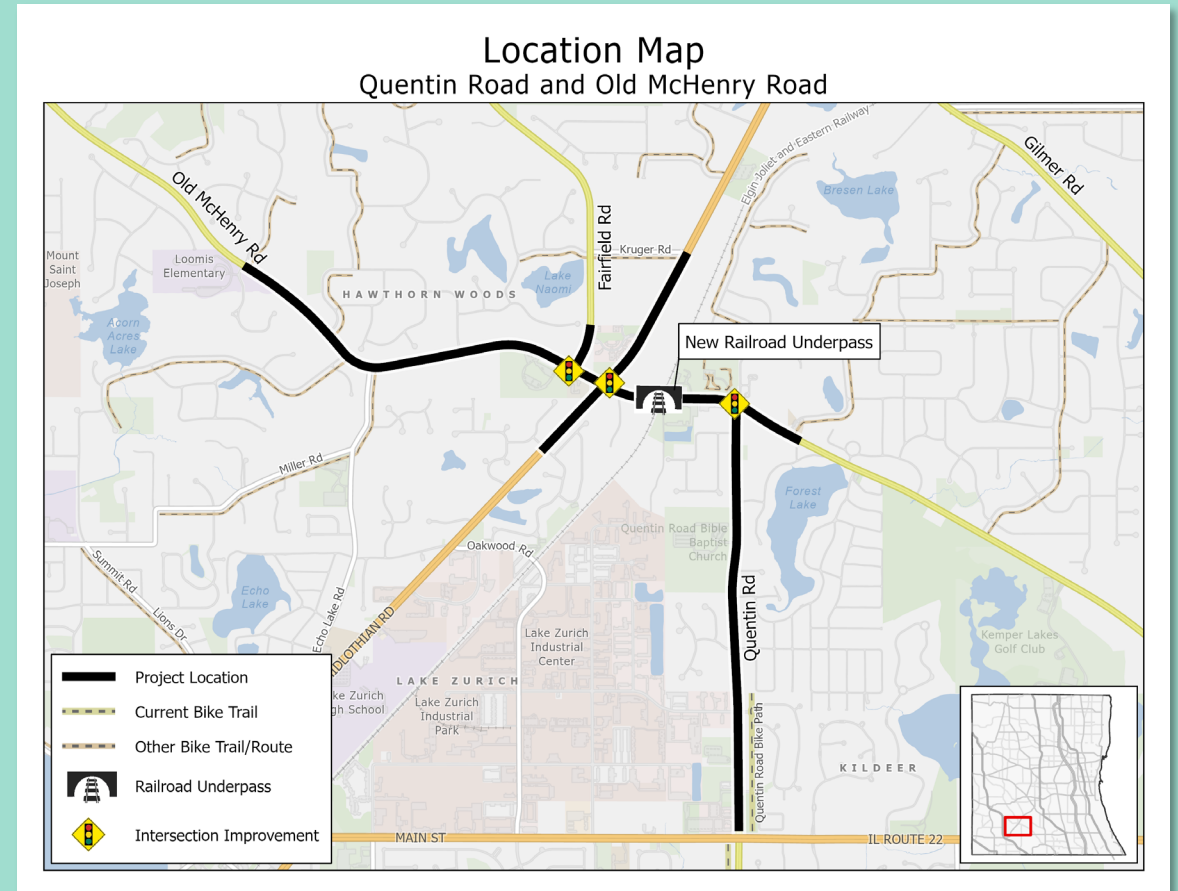 Location Map
Quentin Road and Old McHenry Road
Elgin Joliet and Eastern Railway
Gilmer Rd
Old McHenry Rd
Bresen Lake
Fairfield Rd
Kruger Rd
Mount
Saint
Joseph
Loomis
Elementary
Lake
Naomi
HAWTHORN WOODS
Acorn
Acres
Lake
New Railroad Underpass
Miller Rd
Forest
Lake
Quentin Road Bible
Baptist
Church
Oakwood Rd
Summit Rd
Echo
Lake
Lions Dr
Echo Lake Rd
Quentin Rd
IDLOTHIAN RD
Lake Zurich
Industrial
Center
Kemper Lakes
Golf Club
LAKE ZURICH
ke Zurich
gh School
Lake Zurich
Industrial
Park
Quentin Road Bike Path
KILDEER
Project Location
Current Bike Trail
Other Bike Trail/Route
Railroad Underpass
Intersection Improvement
MAIN ST
IL ROUTE 22